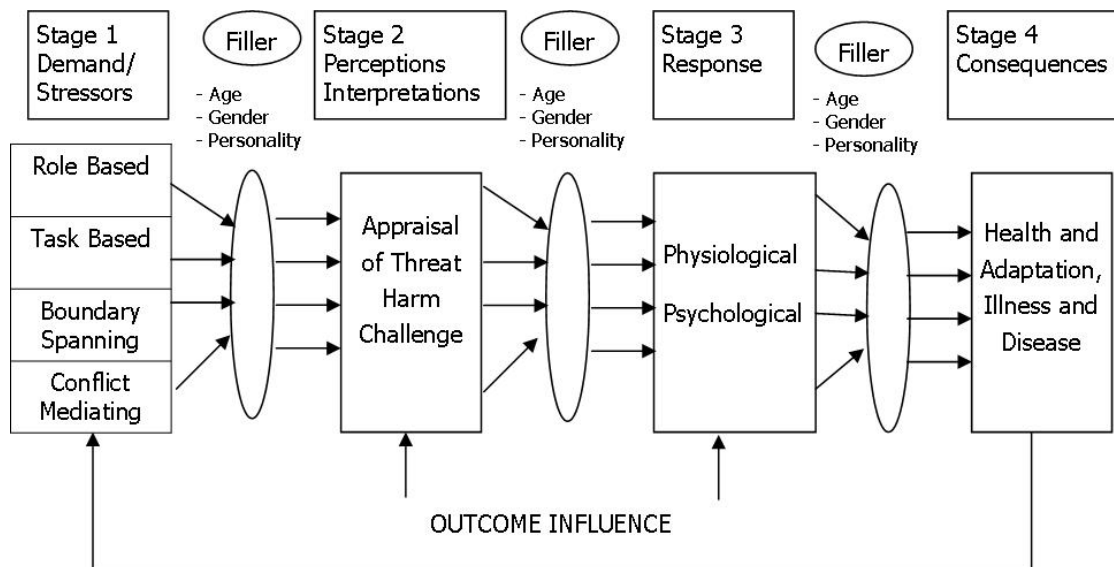 Stage 1
Demand/
Stressors
Filler
- Age
- Gender
- Personality
Stage 2
Perceptions
Interpretations
Filler
- Age
- Gender
- Personality
Stage 3
Response
Filler
- Age
- Gender
- Personality
Stage 4
Consequences
Role Based
Task Based
Boundary
Spanning
Conflict
Mediating
Appraisal
of Threat
Harm
Challenge
Physiological
Psychological
Health and
Adaptation,
Illness and
Disease
OUTCOME INFLUENCE